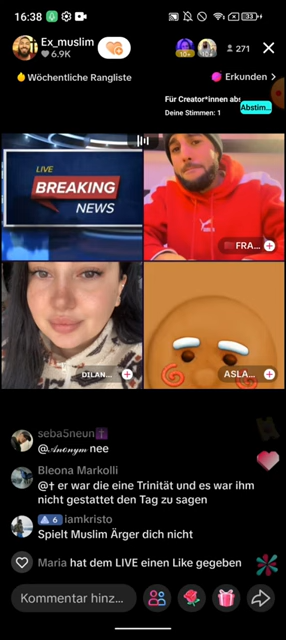 16:38
33%
Ex_muslim
6.9K
271
Wöchentliche Rangliste
Erkunden >
Für Creator*innen abs
Deine Stimmen: 1
Abstim...
LIVE
BREAKING
NEWS
FRA...
DILAN...
ASLA...
seba5neun
@𝒜𝓃𝑜𝓃𝓎𝓂 nee
Bleona Markolli
@✝ er war die eine Trinität und es war ihm
nicht gestattet den Tag zu sagen
6 iamkristo
Spielt Muslim Ärger dich nicht
Maria hat dem LIVE einen Like gegeben
Kommentar hinz...